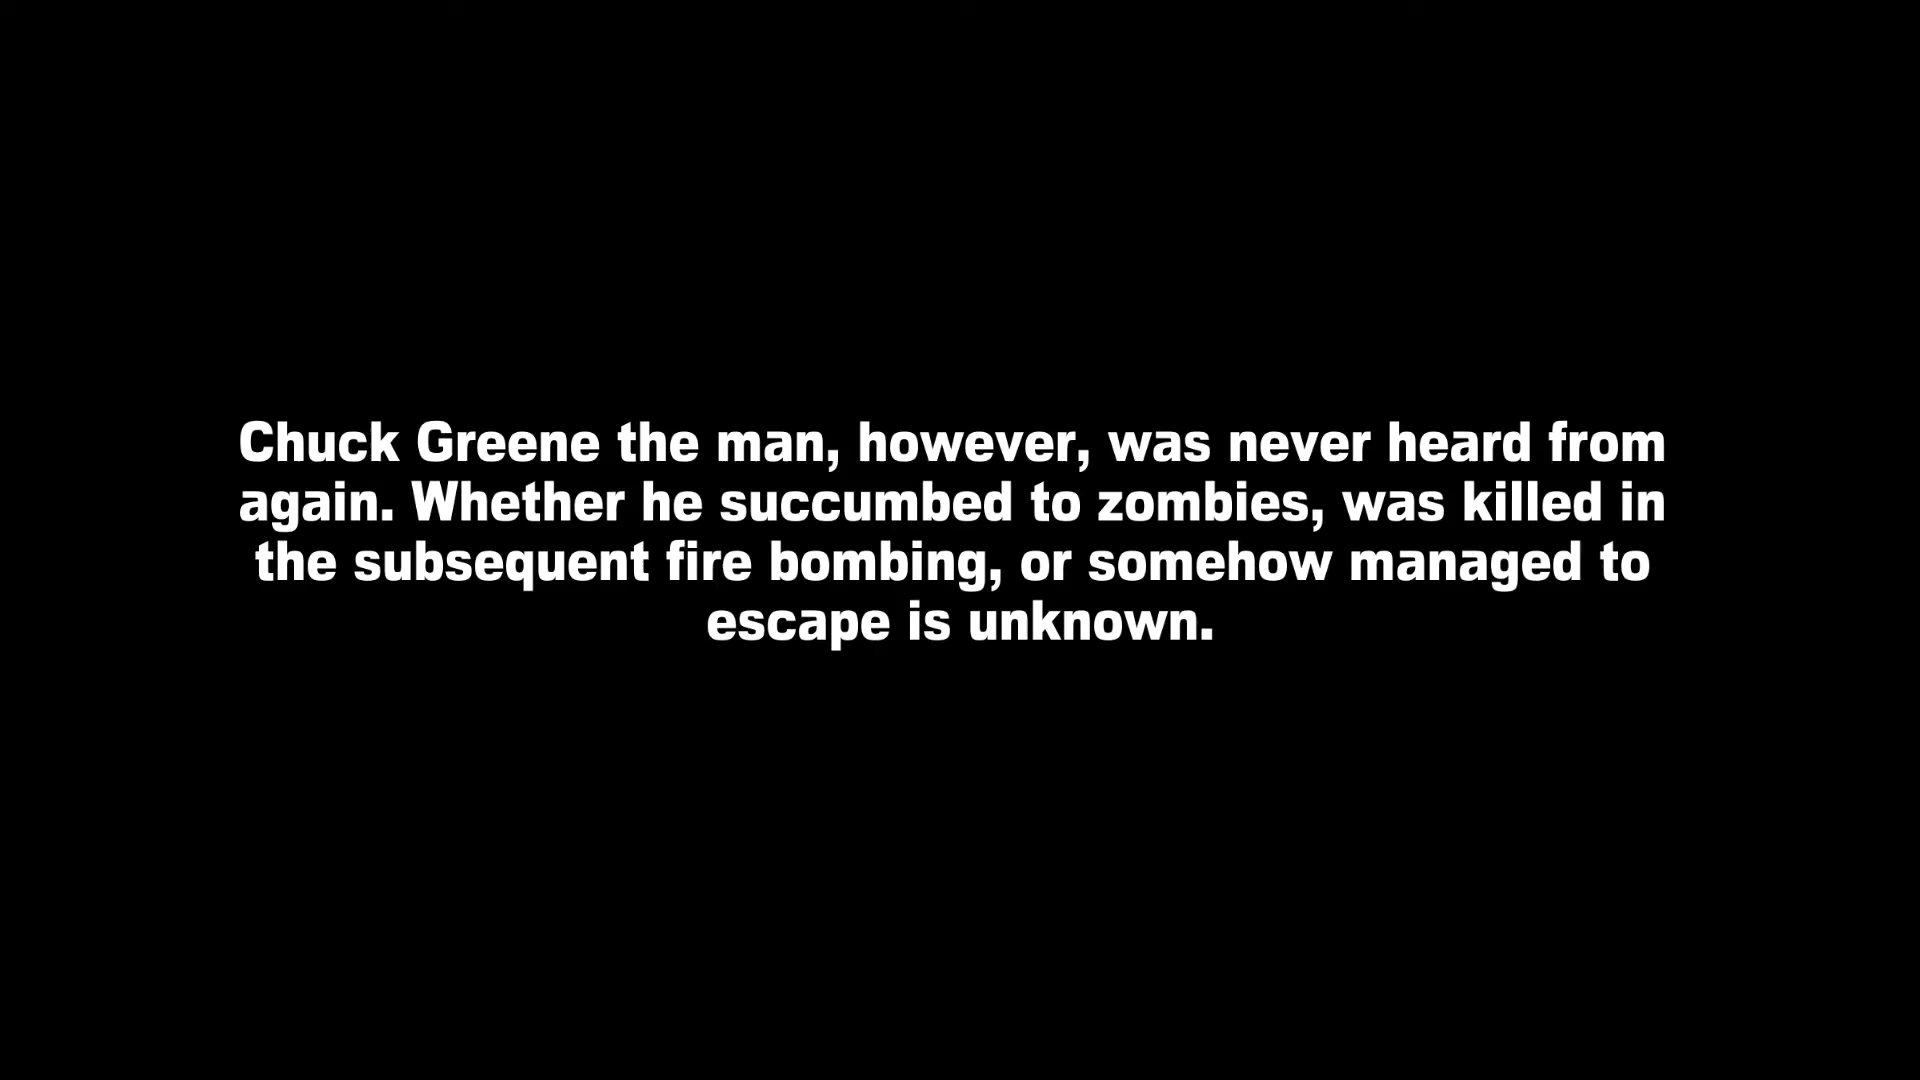 Chuck Greene the man, however, was never heard from
again. Whether he succumbed to zombies, was killed in
the subsequent fire bombing, or somehow managed to
escape is unknown.